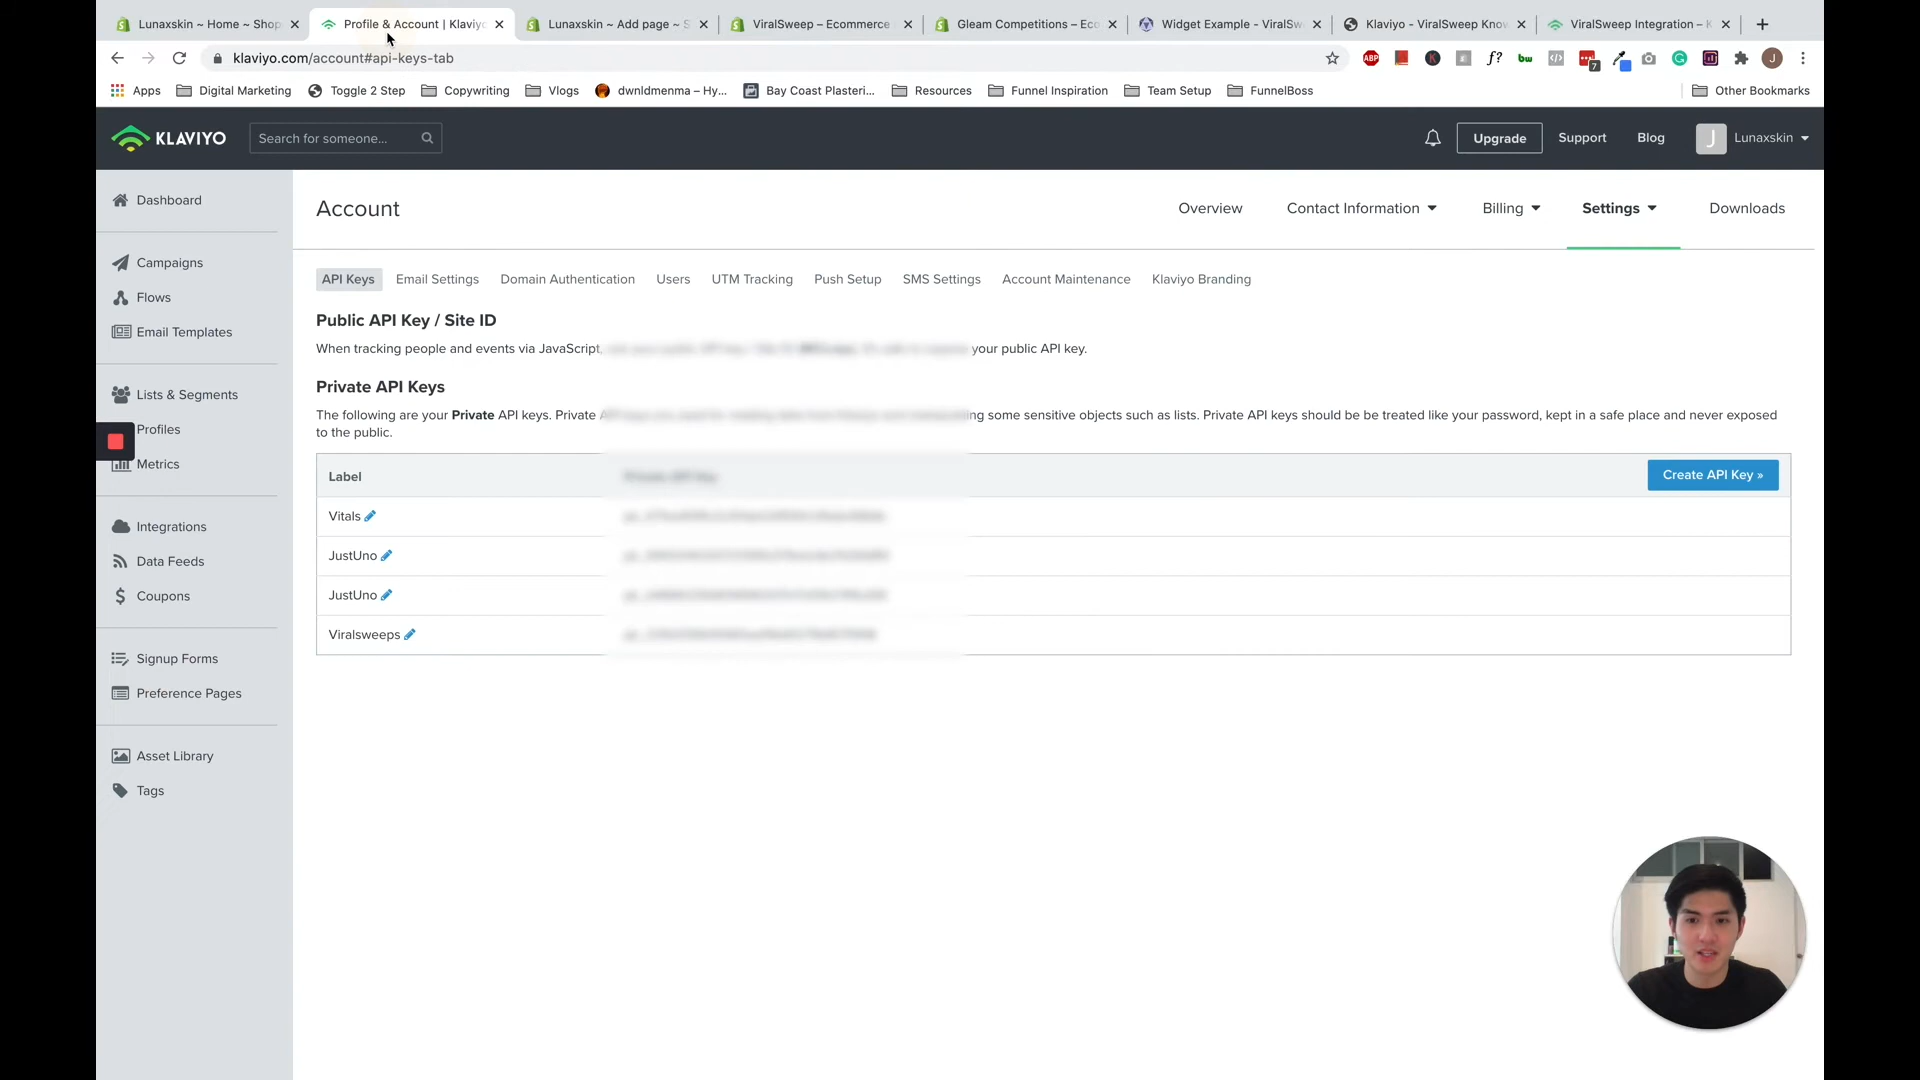 Lunaxskin ~ Home ~ Shop
Profile & Account | Klaviyo
Lunaxskin ~ Add page ~ S
ViralSweep – Ecommerce
Gleam Competitions – Eco
Widget Example - ViralSw
Klaviyo - ViralSweep Know
ViralSweep Integration – K
klaviyo.com/account#api-keys-tab
ABP
f?
bw
7
J
Apps
Digital Marketing
Toggle 2 Step
Copywriting
Vlogs
dwnldmenma – Hy...
Bay Coast Plasteri...
Resources
Funnel Inspiration
Team Setup
FunnelBoss
Other Bookmarks
KLAVIYO
Search for someone...
Upgrade
Support
Blog
J
Lunaxskin
Dashboard
Campaigns
Flows
Email Templates
Lists & Segments
Profiles
Metrics
Integrations
Data Feeds
Coupons
Signup Forms
Preference Pages
Asset Library
Tags
Account
Overview
Contact Information
Billing
Settings
Downloads
API Keys
Email Settings
Domain Authentication
Users
UTM Tracking
Push Setup
SMS Settings
Account Maintenance
Klaviyo Branding
Public API Key / Site ID
When tracking people and events via JavaScript, your public API key.
Private API Keys
The following are your Private API keys. Private some sensitive objects such as lists. Private API keys should be be treated like your password, kept in a safe place and never exposed
to the public.
Label
Create API Key »
Vitals
JustUno
JustUno
Viralsweeps